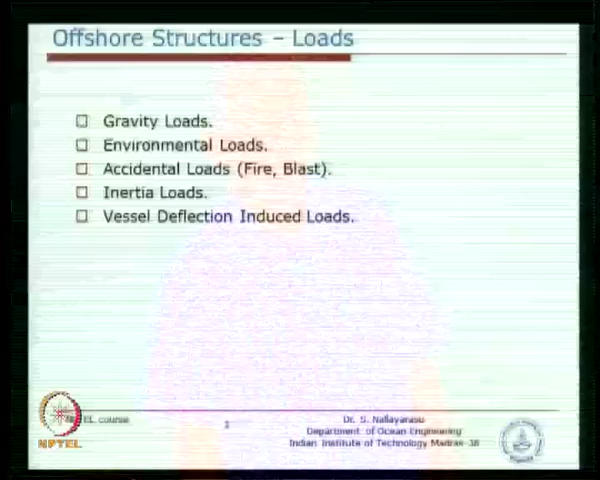 Offshore Structures – Loads
Gravity Loads.
Environmental Loads.
Accidental Loads (Fire, Blast).
Inertia Loads.
Vessel Deflection Induced Loads.
EL course
Dr. S. Nallayarasu
Department of Ocean Engineering
Indian Institute of Technology Madras-36
NPTEL